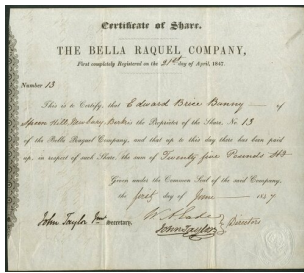 Certificate of Share.
THE BELLA RAQUEL COMPANY,
First completely Registered on the 21st day of April, 1847.
Number 13
This is to Certify, that Edward Brice Bunny of
Speen Hill, Newbury, Berks is the Proprietor of the Share, No. 13
of the Bella Raquel Company, and that up to this day there has been paid
up, in respect of such Share, the sum of Twenty five Pounds
Given under the Common Seal of the said Company,
the first day of June 1847
John Taylor Secretary.
John Taylor
Directors